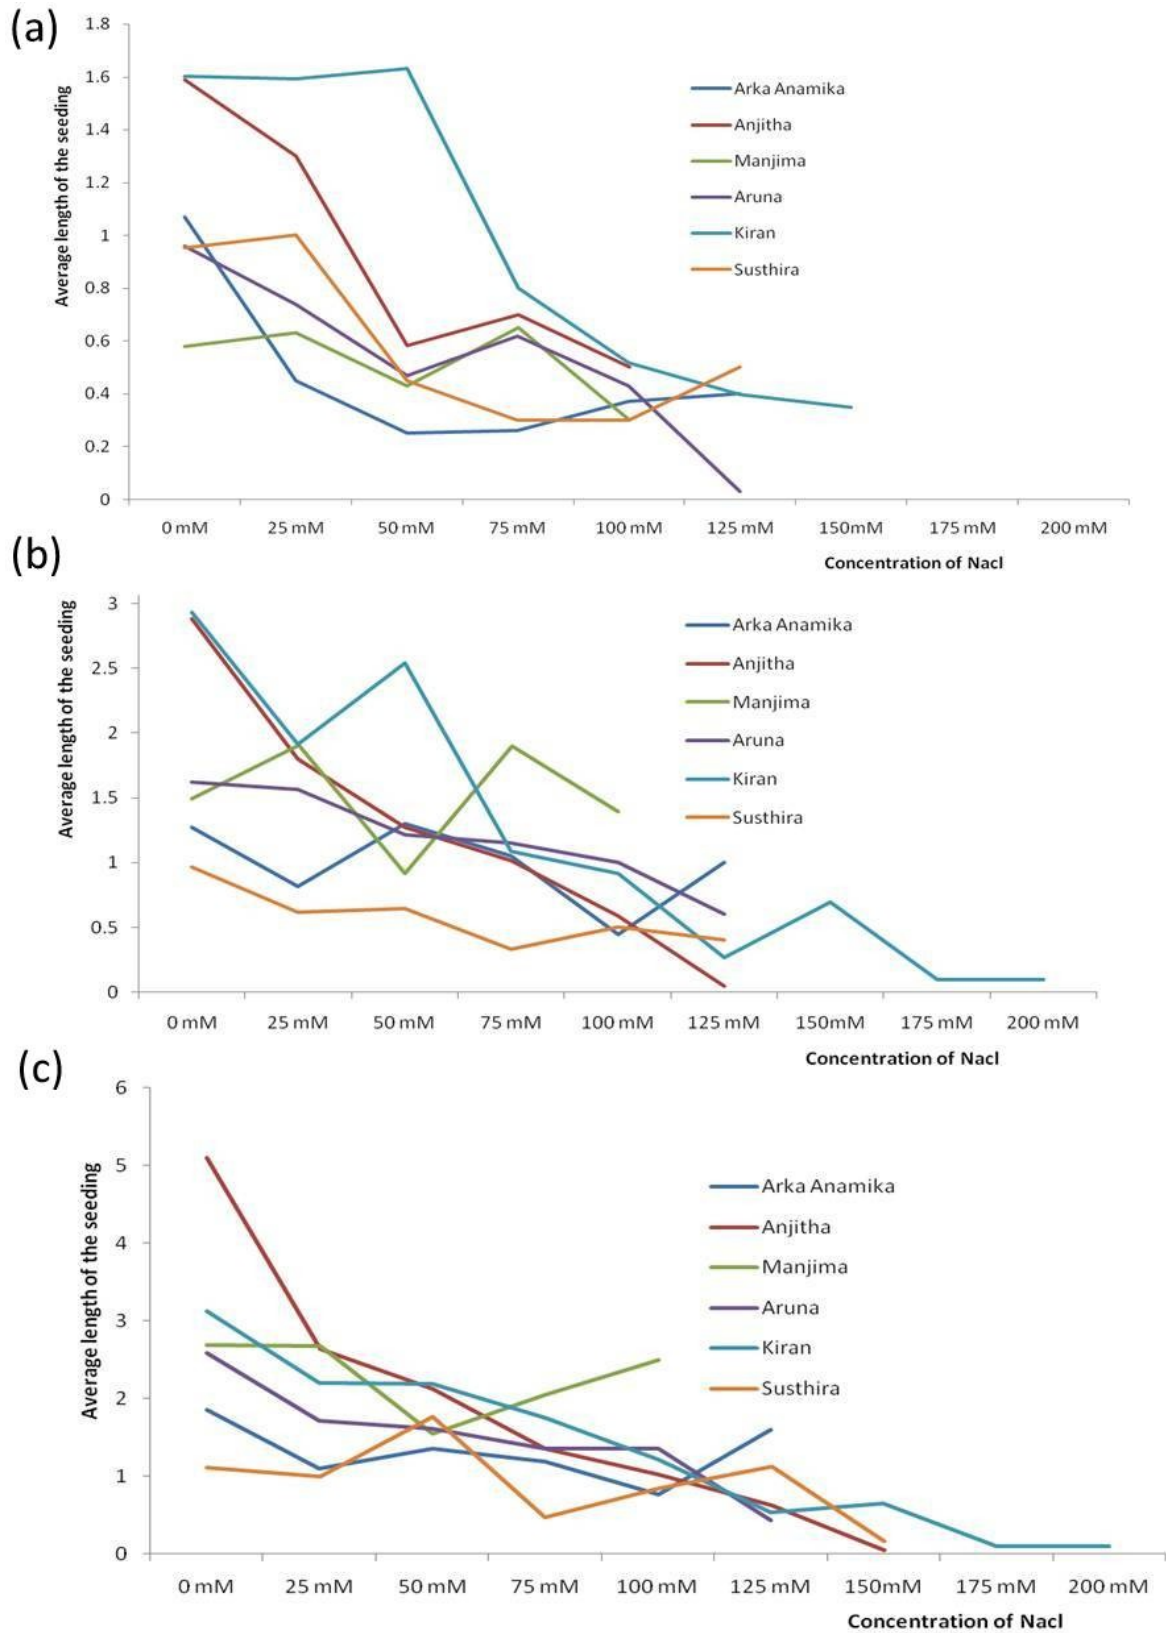 (a)
1.8
1.6
1.4
1.2
1
0.8
0.6
0.4
0.2
0
Average length of the seeding
Arka Anamika
Anjitha
Manjima
Aruna
Kiran
Susthira
0 mM 25 mM 50 mM 75 mM 100 mM 125 mM 150mM 175 mM 200 mM
Concentration of Nacl
(b)
3
2.5
2
1.5
1
0.5
0
Average length of the seeding
Arka Anamika
Anjitha
Manjima
Aruna
Kiran
Susthira
0 mM 25 mM 50 mM 75 mM 100 mM 125 mM 150mM 175 mM 200 mM
Concentration of Nacl
(c)
6
5
4
3
2
1
0
Average length of the seeding
Arka Anamika
Anjitha
Manjima
Aruna
Kiran
Susthira
0 mM 25 mM 50 mM 75 mM 100 mM 125 mM 150mM 175 mM 200 mM
Concentration of Nacl